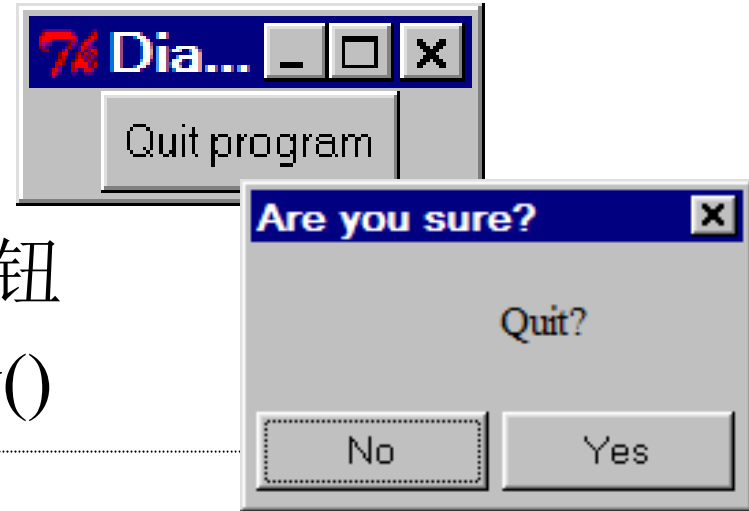 Dia...
Quit program
Are you sure?
钮
Quit?
()
No Yes